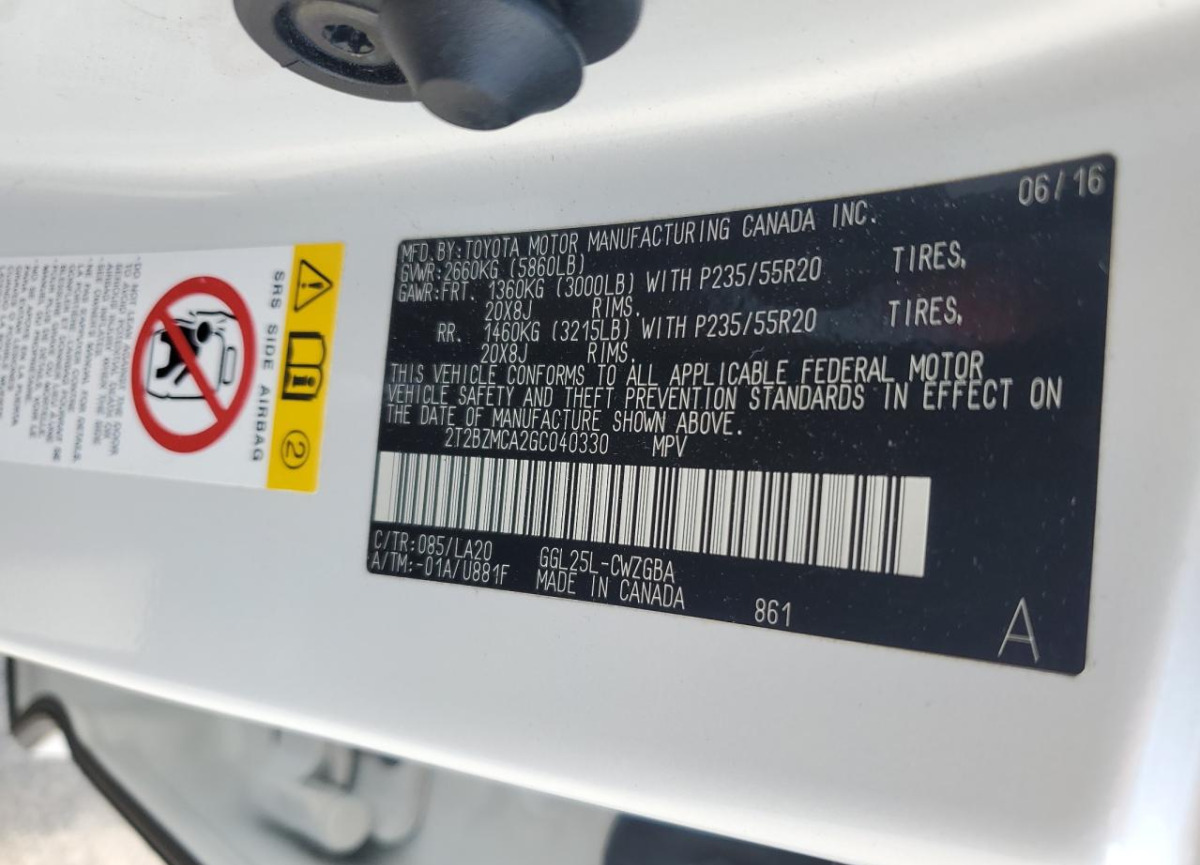 06/16
MFD.BY:TOYOTA MOTOR MANUFACTURING CANADA INC.
GVWR:2660KG (5860LB)
GAWR:FRT. 1360KG (3000LB) WITH P235/55R20 TIRES,
20X8J RIMS.
RR. 1460KG (3215LB) WITH P235/55R20 TIRES,
20X8J RIMS.
THIS VEHICLE CONFORMS TO ALL APPLICABLE FEDERAL MOTOR
VEHICLE SAFETY AND THEFT PREVENTION STANDARDS IN EFFECT ON
THE DATE OF MANUFACTURE SHOWN ABOVE.
2T2BZMCA2GC040330 MPV
C/TR:085/LA20 GGL25L-CWZGBA
A/TM:-01A/U881F MADE IN CANADA
861
A
SRS SIDE AIRBAG
2